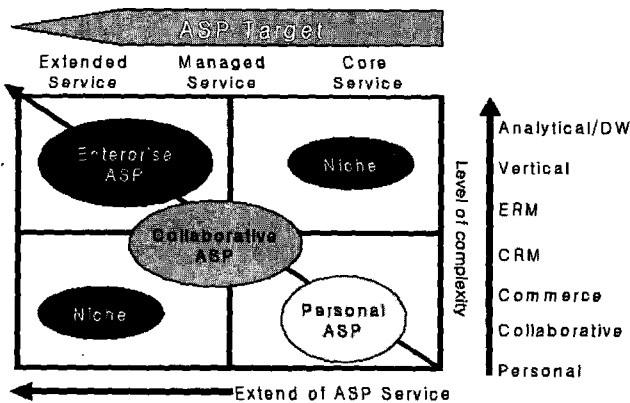 ASP Target
Extended Managed Core
Service Service Service
Enterprise
ASP
Niche
Collaborative
ASP
Niche
Personal
ASP
Level of complexity
Analytical/DW
Vertical
ERM
CRM
Commerce
Collaborative
Personal
Extend of ASP Service